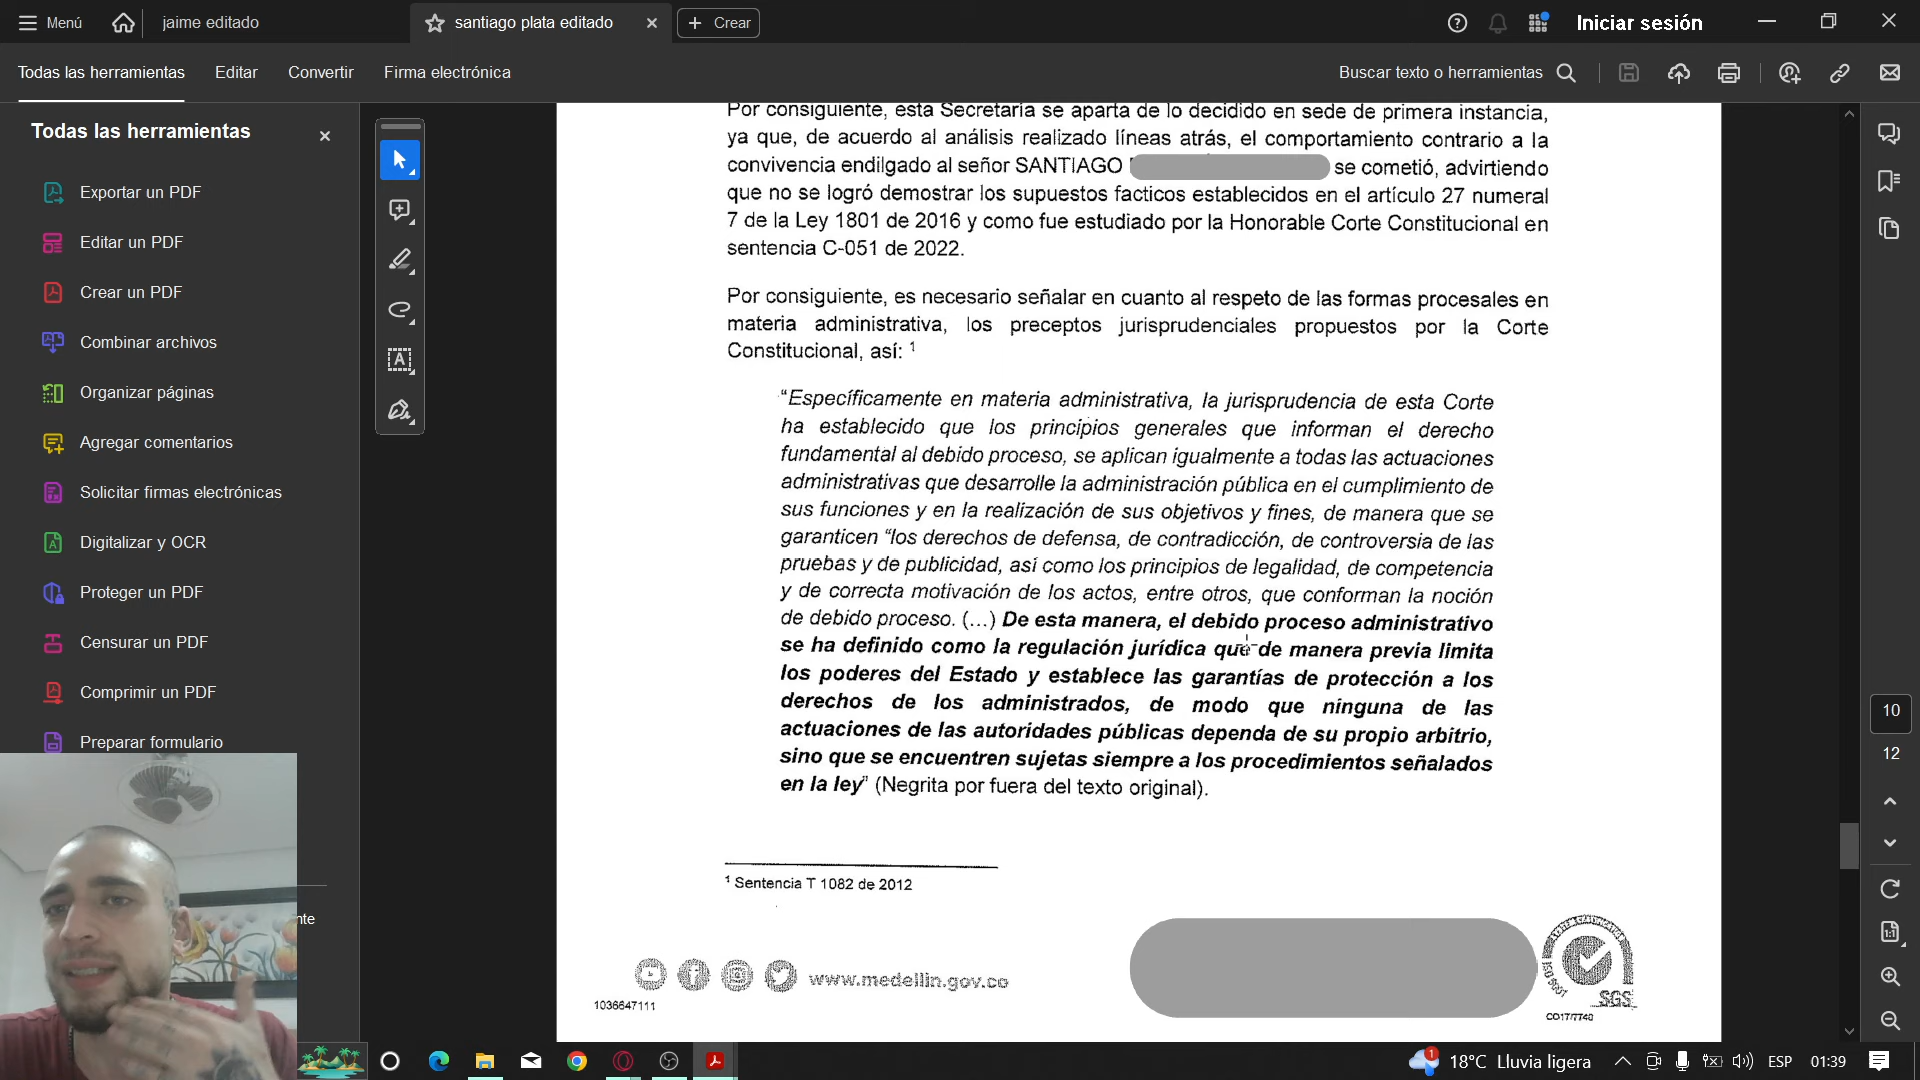 Menú
jaime editado
santiago plata editado
Crear
Iniciar sesión
Todas las herramientas
Editar
Convertir
Firma electrónica
Buscar texto o herramientas
Todas las herramientas
Exportar un PDF
Editar un PDF
Crear un PDF
Combinar archivos
Organizar páginas
Agregar comentarios
Solicitar firmas electrónicas
Digitalizar y OCR
Proteger un PDF
Censurar un PDF
Comprimir un PDF
Preparar formulario
nte
Por consiguiente, esta Secretaría se aparta de lo decidido en sede de primera instancia,
ya que, de acuerdo al análisis realizado líneas atrás, el comportamiento contrario a la
convivencia endilgado al señor SANTIAGO se cometió, advirtiendo
que no se logró demostrar los supuestos facticos establecidos en el artículo 27 numeral
7 de la Ley 1801 de 2016 y como fue estudiado por la Honorable Corte Constitucional en
sentencia C-051 de 2022.
Por consiguiente, es necesario señalar en cuanto al respeto de las formas procesales en
materia administrativa, los preceptos jurisprudenciales propuestos por la Corte
Constitucional, así: 1
“Específicamente en materia administrativa, la jurisprudencia de esta Corte
ha establecido que los principios generales que informan el derecho
fundamental al debido proceso, se aplican igualmente a todas las actuaciones
administrativas que desarrolle la administración pública en el cumplimiento de
sus funciones y en la realización de sus objetivos y fines, de manera que se
garanticen “los derechos de defensa, de contradicción, de controversia de las
pruebas y de publicidad, así como los principios de legalidad, de competencia
y de correcta motivación de los actos, entre otros, que conforman la noción
de debido proceso. (...) De esta manera, el debido proceso administrativo
se ha definido como la regulación jurídica que de manera previa limita
los poderes del Estado y establece las garantías de protección a los
derechos de los administrados, de modo que ninguna de las
actuaciones de las autoridades públicas dependa de su propio arbitrio,
sino que se encuentren sujetas siempre a los procedimientos señalados
en la ley” (Negrita por fuera del texto original).
1 Sentencia T 1082 de 2012
www.medellin.gov.co
1036647111
ISO 9001
SGS
CO17/7740
10
12
1:1
1
18°C Lluvia ligera
ESP
01:39